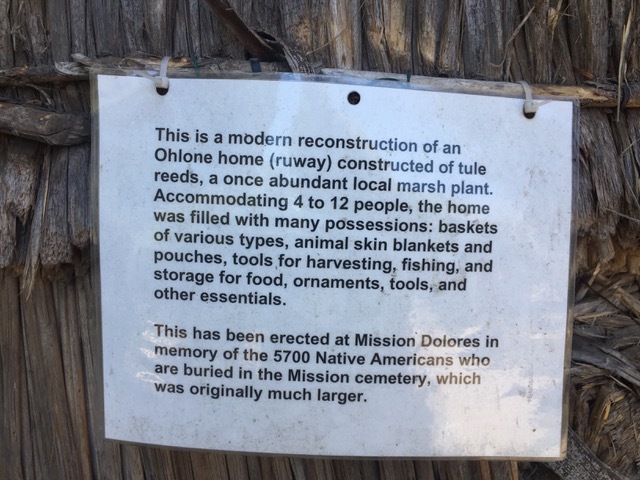 This is a modern reconstruction of an
Ohlone home (ruway) constructed of tule
reeds, a once abundant local marsh plant.
Accommodating 4 to 12 people, the home
was filled with many possessions: baskets
of various types, animal skin blankets and
pouches, tools for harvesting, fishing, and
storage for food, ornaments, tools, and
other essentials.
This has been erected at Mission Dolores in
memory of the 5700 Native Americans who
are buried in the Mission cemetery, which
was originally much larger.